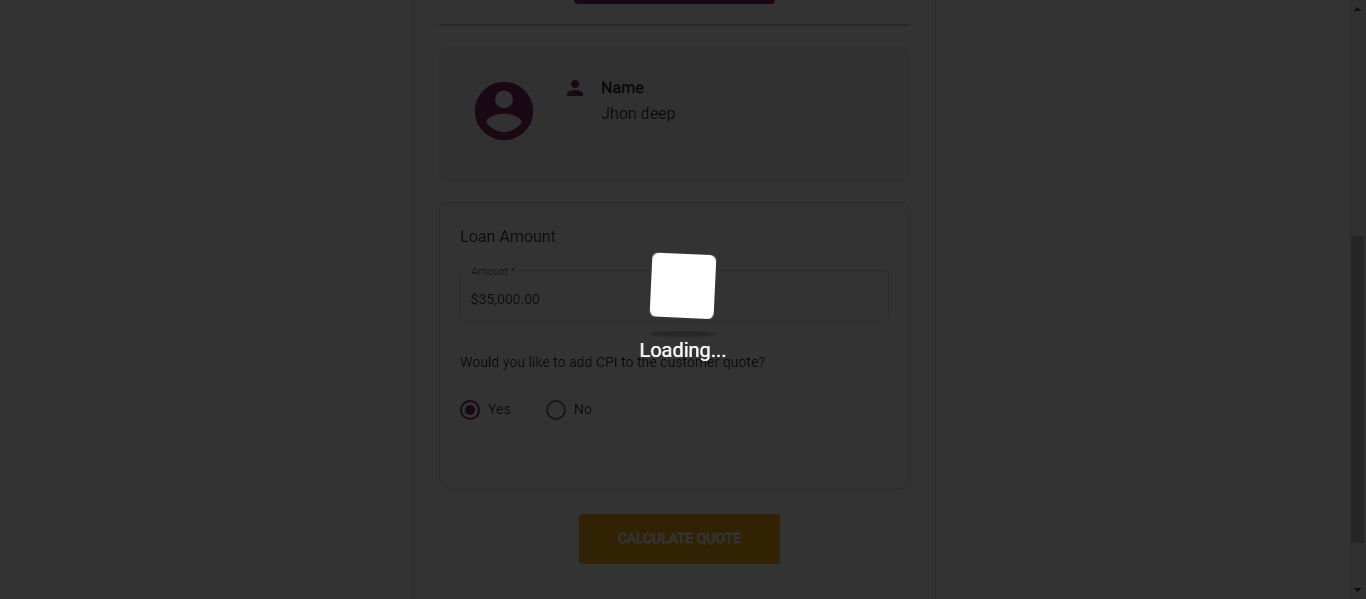 Name
Jhon deep
Loan Amount
Amount *
$35,000.00
Loading...
Would you like to add CPI to the customer quote?
Yes No
CALCULATE QUOTE